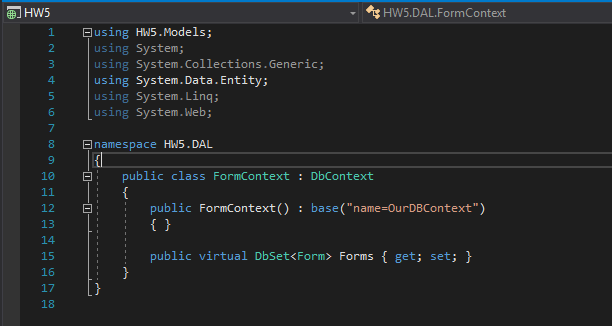 HW5 HW5.DAL.FormContext
1 using HW5.Models;
2 using System;
3 using System.Collections.Generic;
4 using System.Data.Entity;
5 using System.Linq;
6 using System.Web;
7
8 namespace HW5.DAL
9 {
10 public class FormContext : DbContext
11 {
12 public FormContext() : base("name=OurDBContext")
13 { }
14
15 public virtual DbSet<Form> Forms { get; set; }
16 }
17 }
18